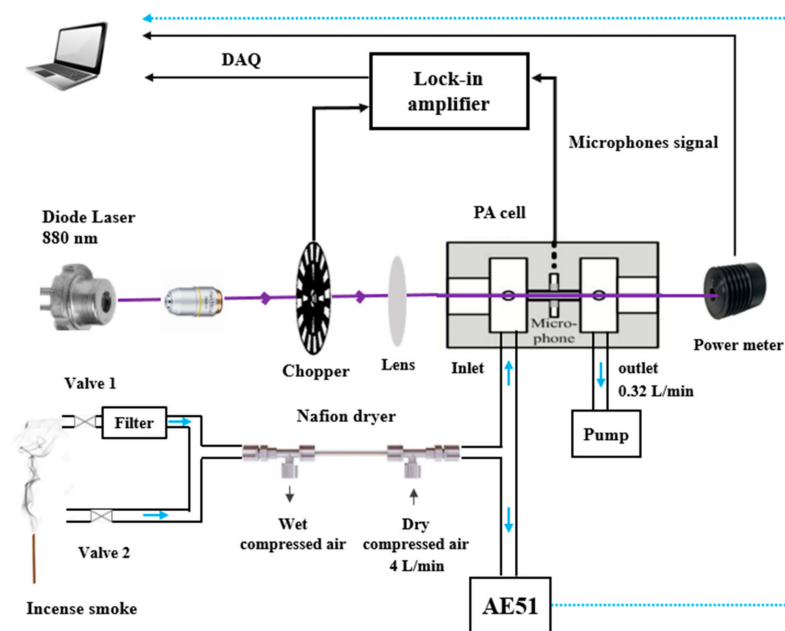 DAQ
Lock-in
amplifier
Microphones signal
Diode Laser
880 nm
PA cell
Chopper
Lens
Micro-
phone
Inlet
outlet
0.32 L/min
Power meter
Pump
Valve 1
Filter
Nafion dryer
Valve 2
Wet
compressed air
Dry
compressed air
4 L/min
Incense smoke
AE51